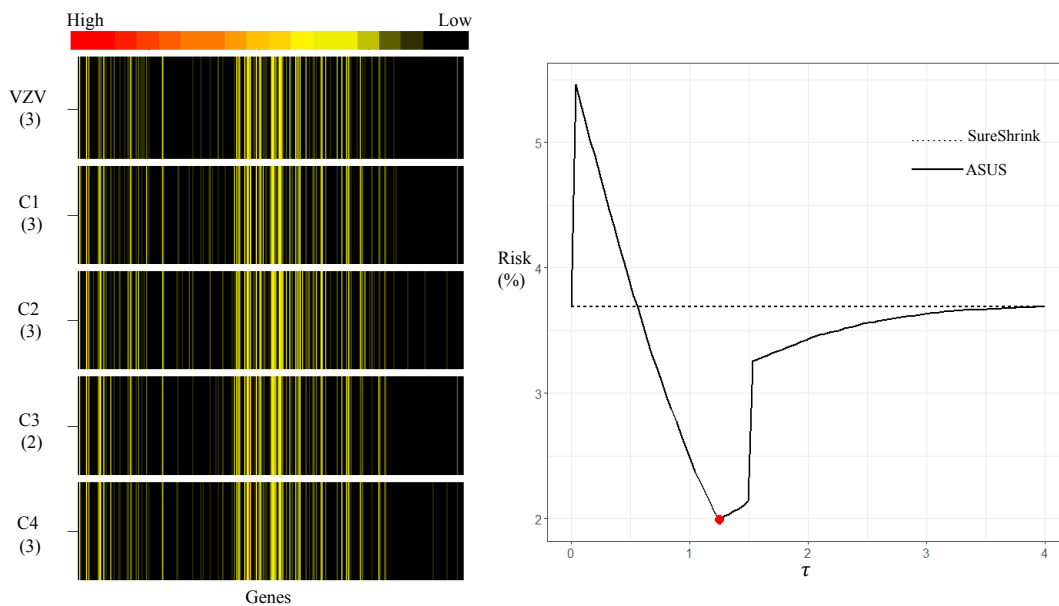 High Low
VZV
(3)
C1
(3)
C2
(3)
C3
(2)
C4
(3)
Genes
Risk
(%)
5
4
3
2
0 1 2 3 4
τ
SureShrink
ASUS